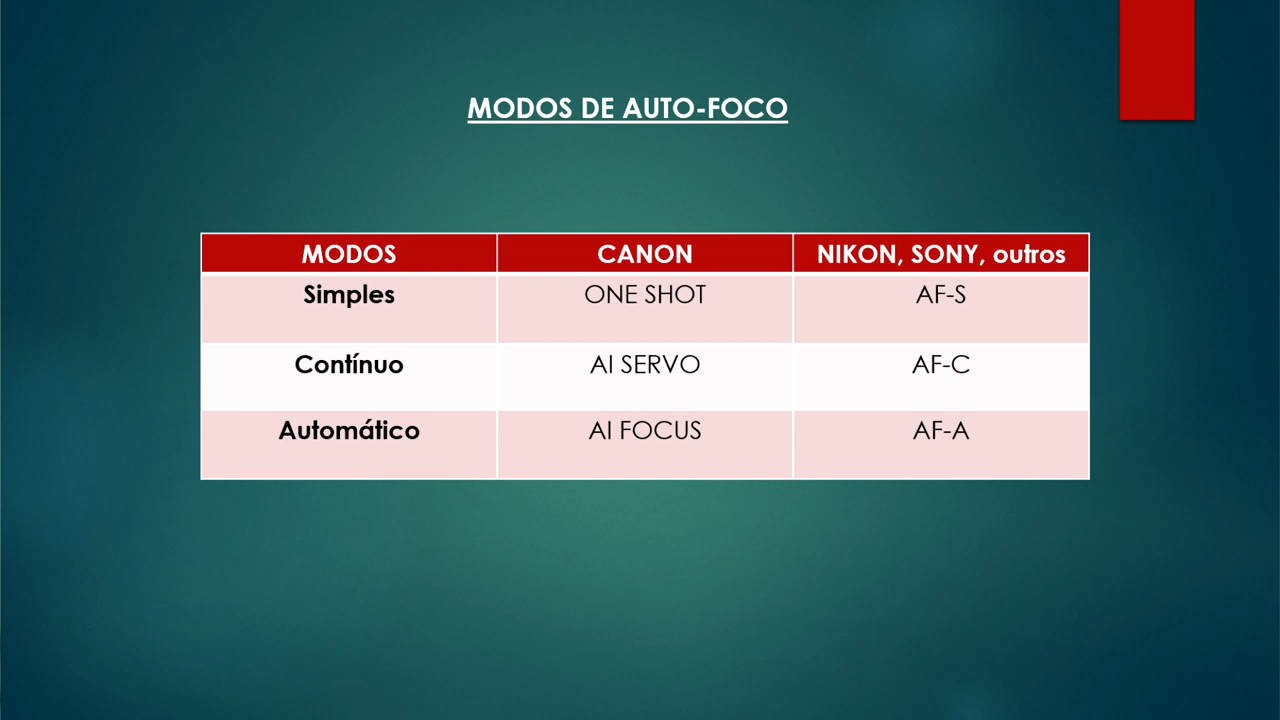 MODOS DE AUTO-FOCO
MODOS CANON NIKON, SONY, outros
Simples ONE SHOT AF-S
Contínuo AI SERVO AF-C
Automático AI FOCUS AF-A